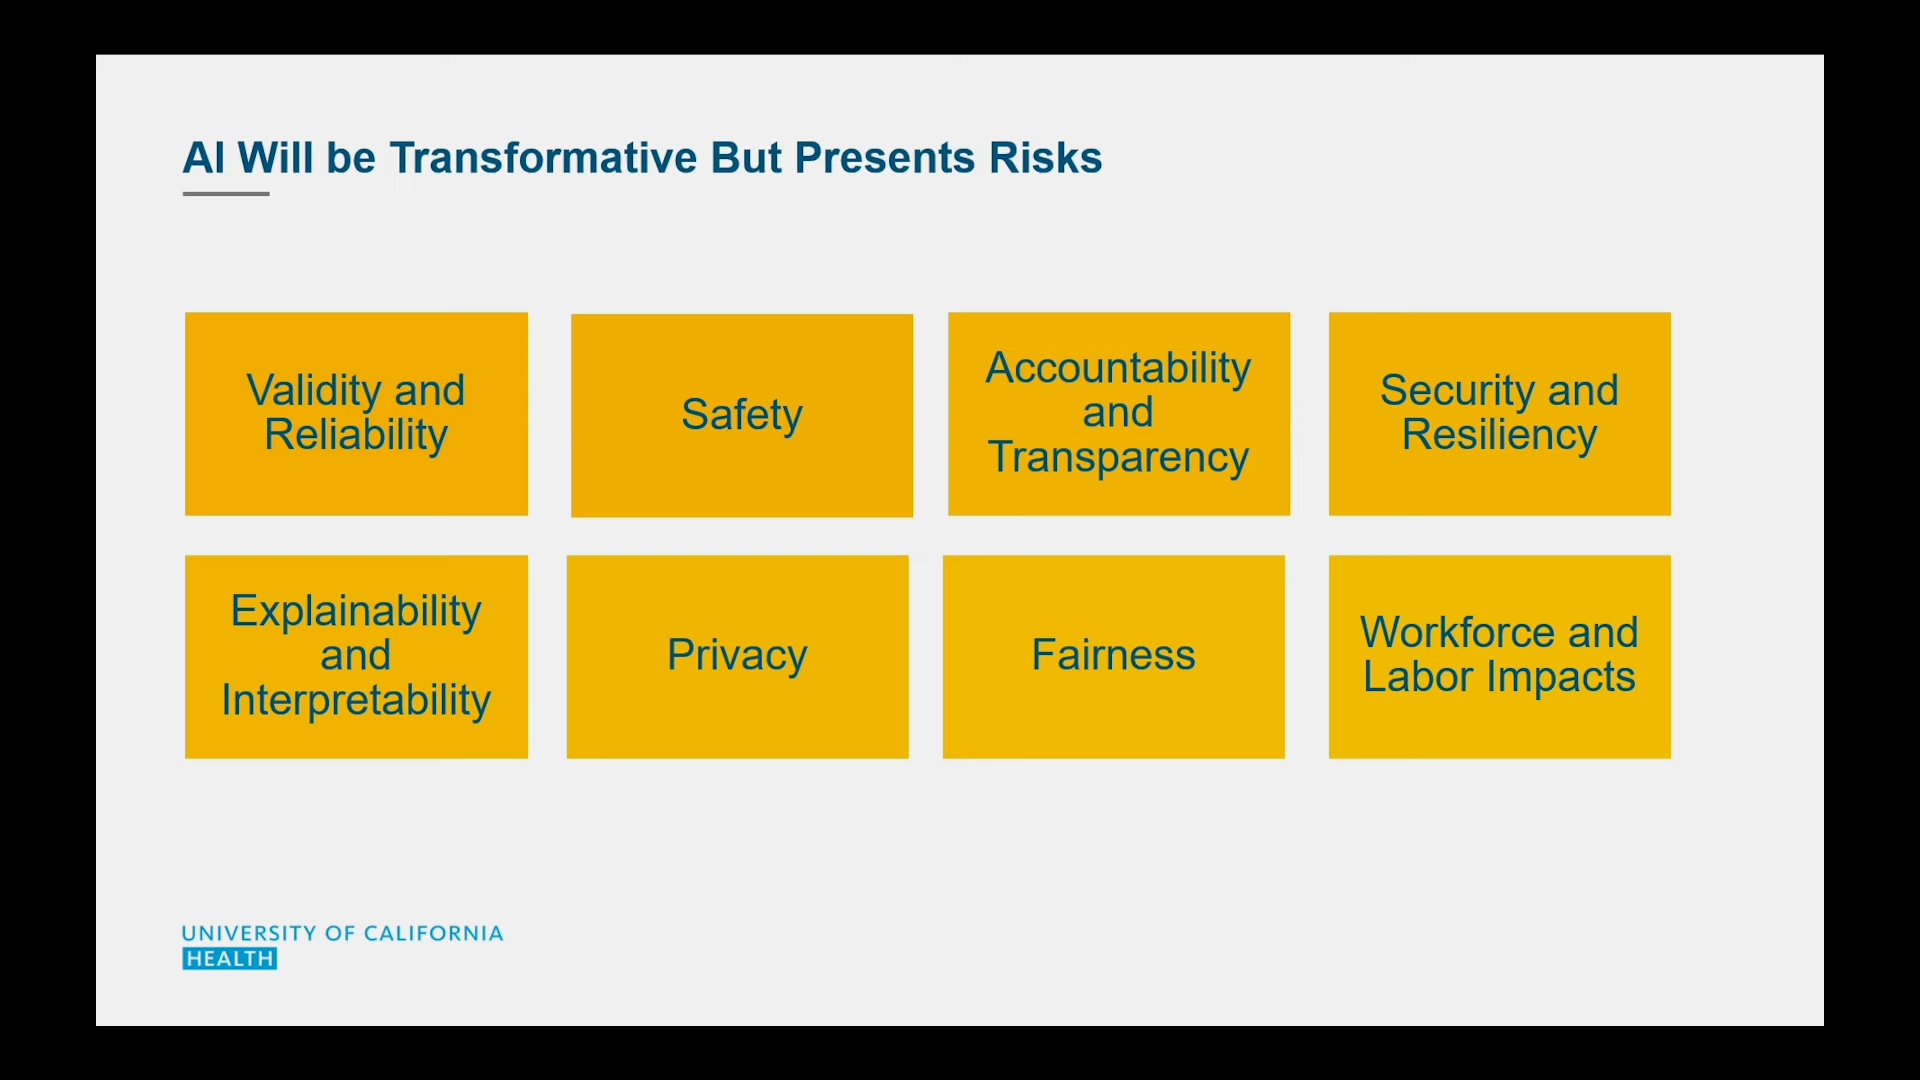 AI Will be Transformative But Presents Risks
Validity and
Reliability
Safety
Accountability
and
Transparency
Security and
Resiliency
Explainability
and
Interpretability
Privacy
Fairness
Workforce and
Labor Impacts
UNIVERSITY OF CALIFORNIA
HEALTH